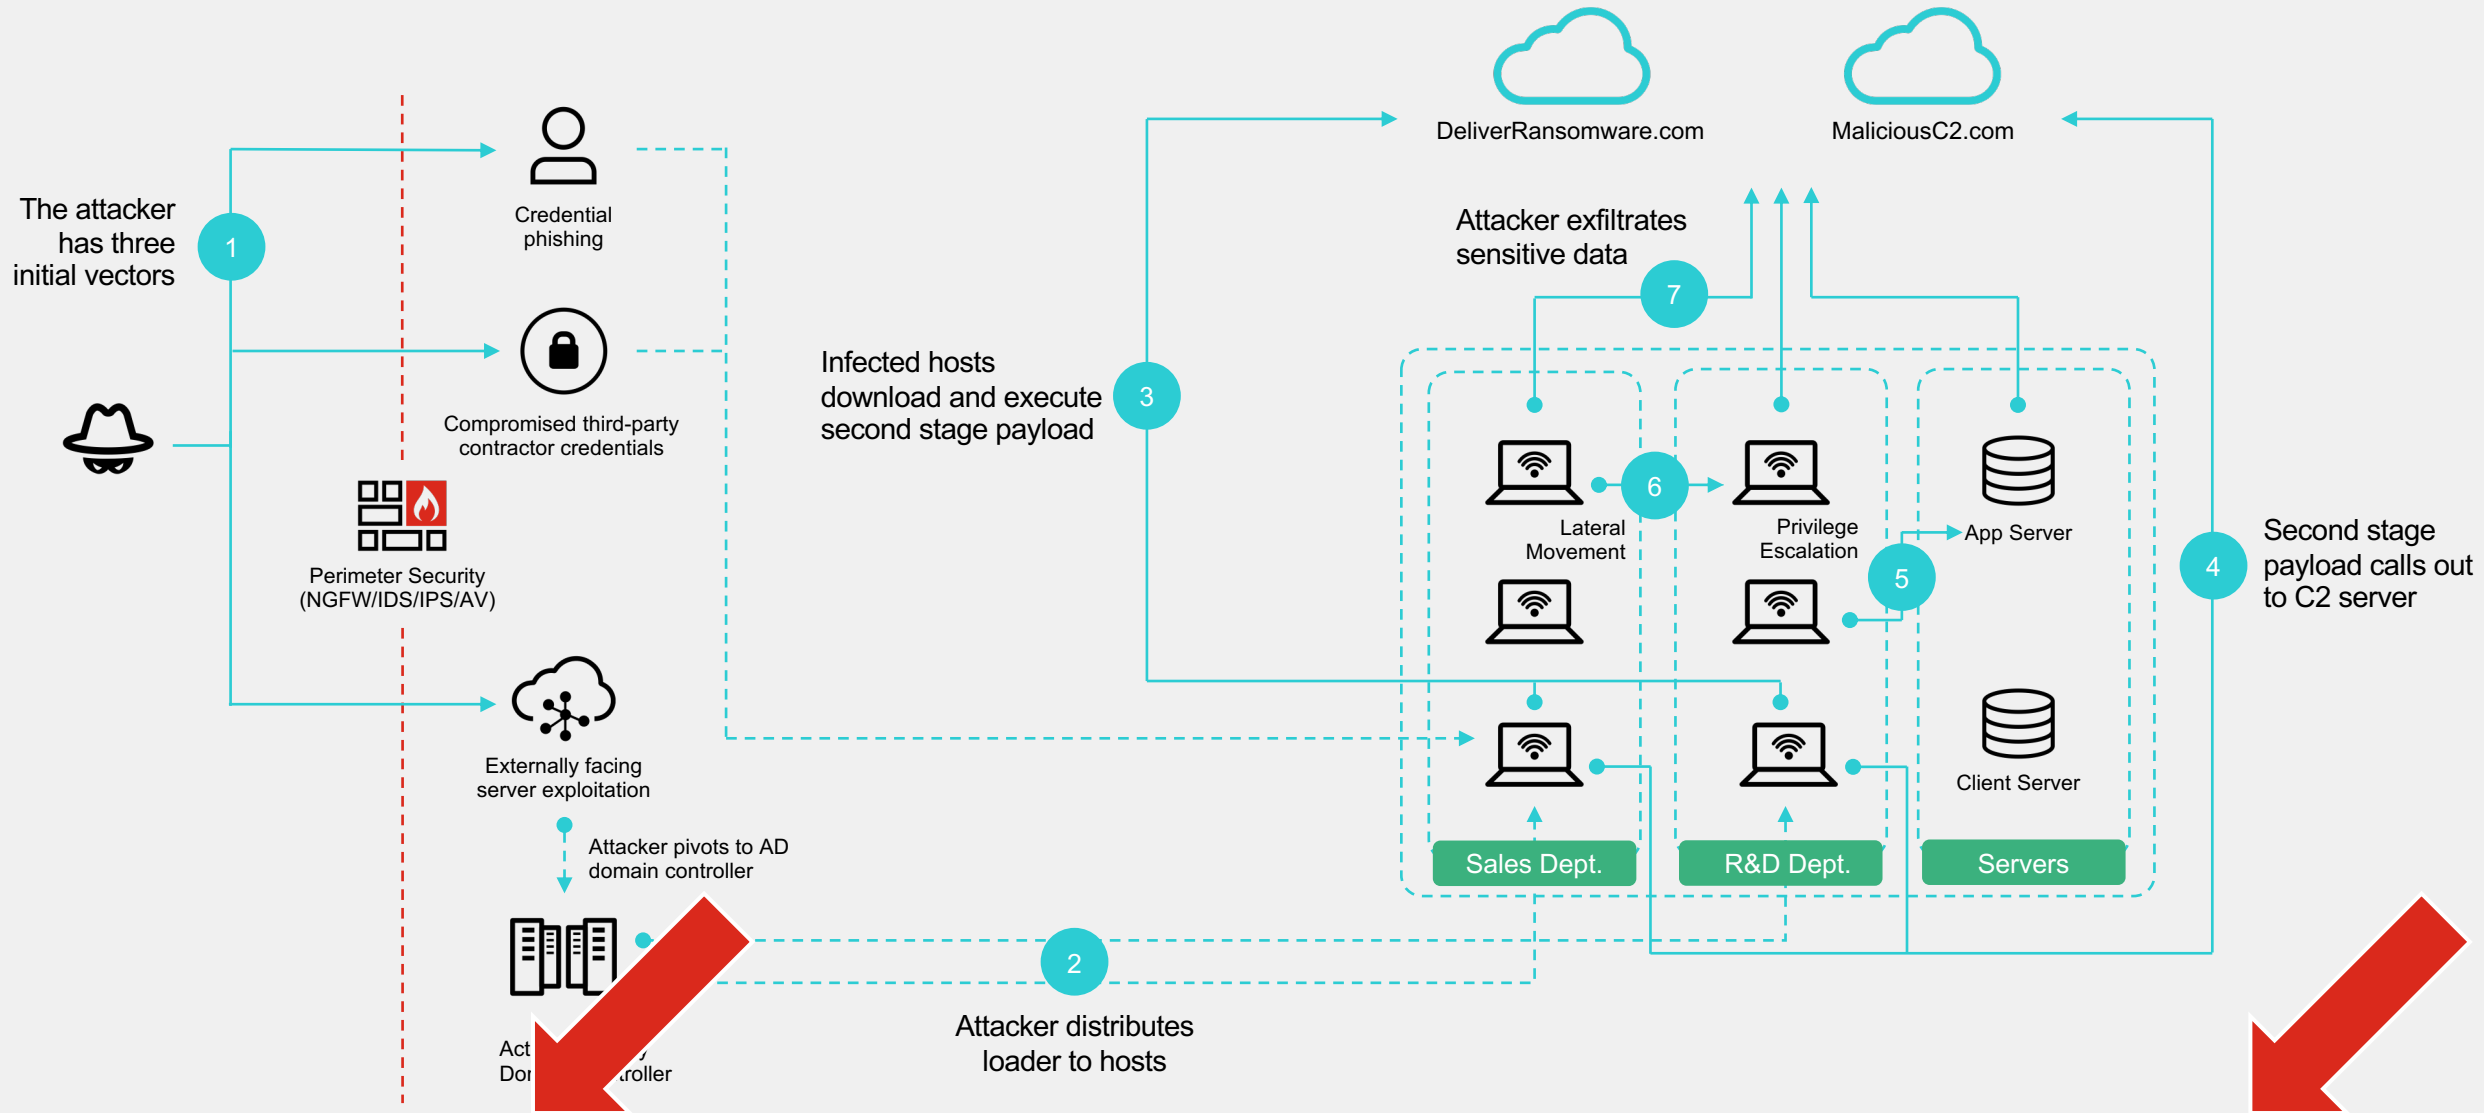 DeliverRansomware.com
MaliciousC2.com
The attacker
has three
initial vectors
1
Credential
phishing
Attacker exfiltrates
sensitive data
7
Infected hosts
download and execute
second stage payload
3
Compromised third-party
contractor credentials
Perimeter Security
(NGFW/IDS/IPS/AV)
6
Lateral
Movement
Privilege
Escalation
5
App Server
4
Second stage
payload calls out
to C2 server
Externally facing
server exploitation
Client Server
Attacker pivots to AD
domain controller
Sales Dept.
R&D Dept.
Servers
2
Attacker distributes
loader to hosts